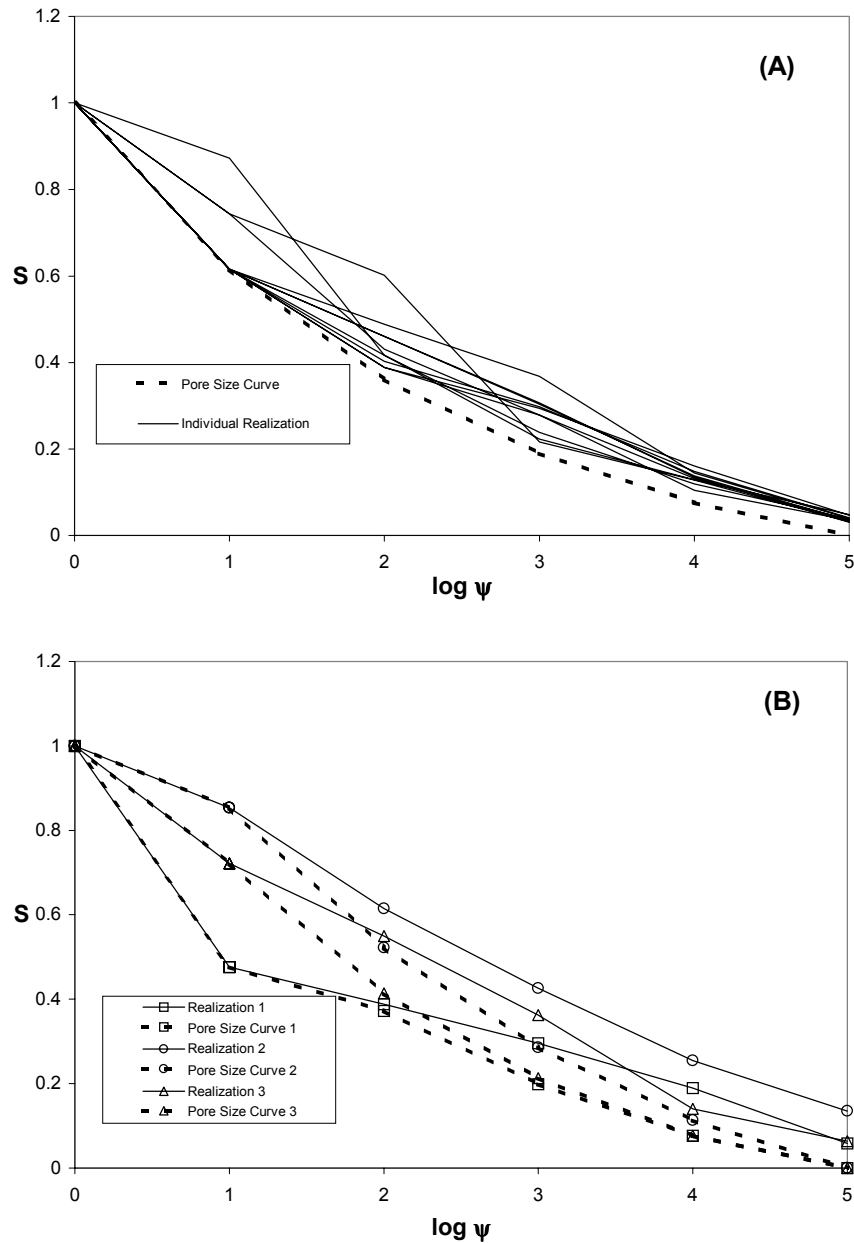 1.2
(A)
1
0.8
0.6
S
0.4
Pore Size Curve
Individual Realization
0.2
0
0 1 2 3 4 5
log ψ
1.2
(B)
1
0.8
0.6
S
0.4
Realization 1
Pore Size Curve 1
Realization 2
Pore Size Curve 2
Realization 3
Pore Size Curve 3
0.2
0
0 1 2 3 4 5
log ψ